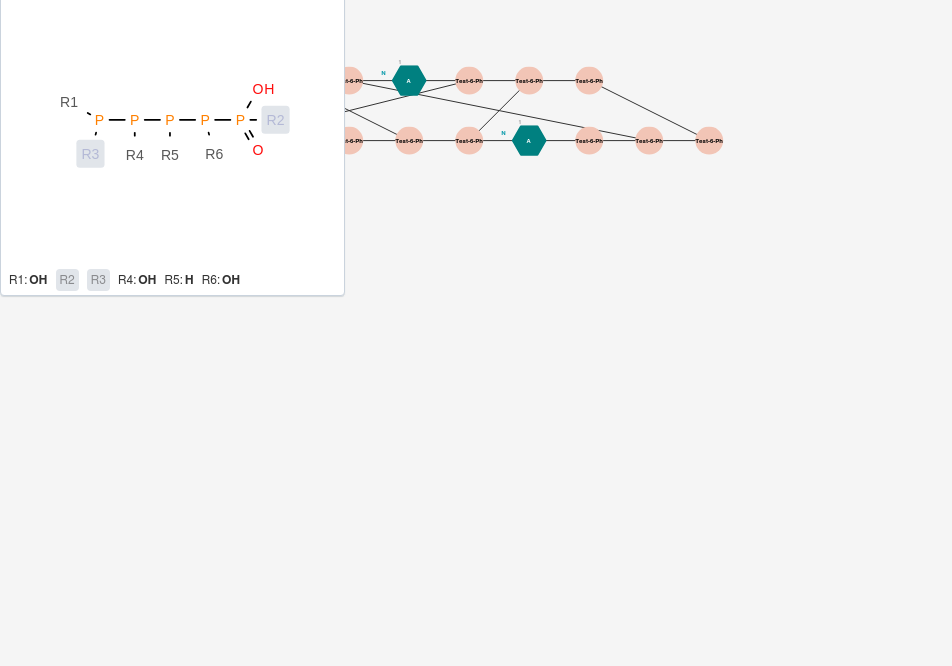 OH
R1
P P P P P R2
R3 R4 R5 R6 O
R1: OH R2 R3 R4: OH R5: H R6: OH
t-6-Ph N 1 A Test-6-Ph Test-6-Ph Test-6-Ph
t-6-Ph Test-6-Ph Test-6-Ph N 1 A Test-6-Ph Test-6-Ph Test-6-Ph